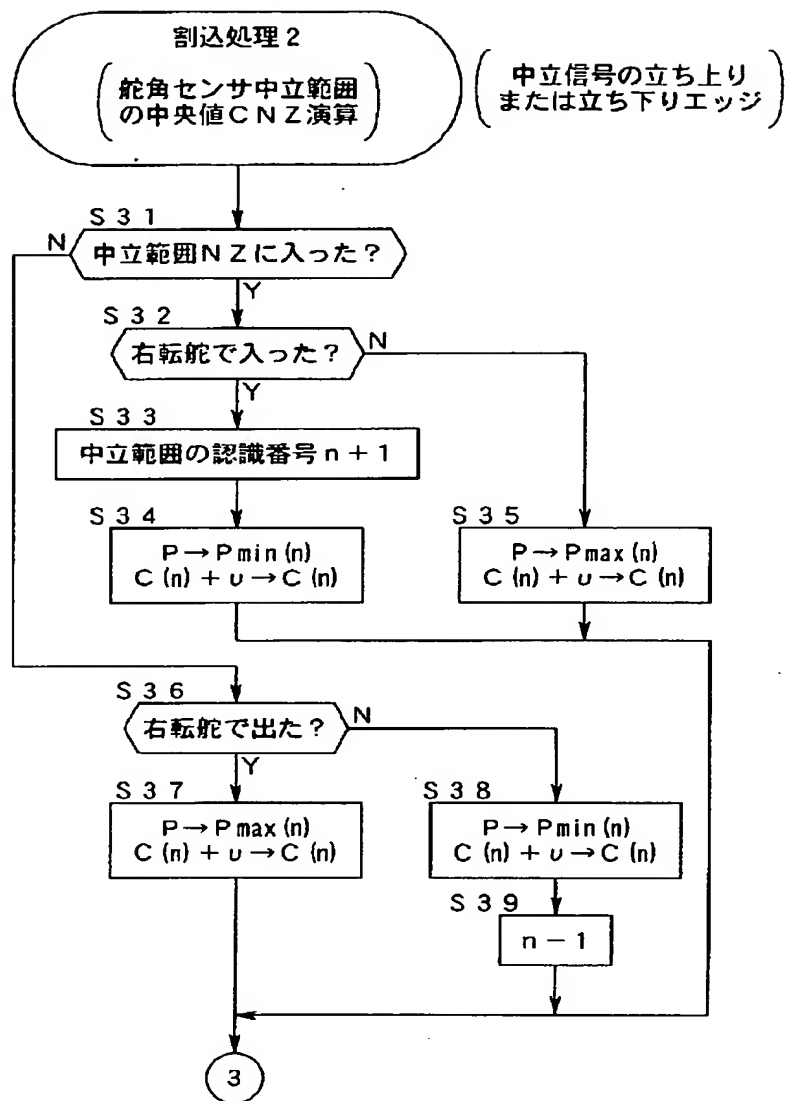 割込処理2
舵角センサ中立範囲
の中央値CNZ演算
中立信号の立ち上り
または立ち下りエッジ
S31
N
中立範囲NZに入った?
Y
S32
右転舵で入った?
N
Y
S33
中立範囲の認識番号n+1
S34
P→Pmin(n)
C(n)+υ→C(n)
S35
P→Pmax(n)
C(n)+υ→C(n)
S36
右転舵で出た?
N
Y
S37
P→Pmax(n)
C(n)+υ→C(n)
S38
P→Pmin(n)
C(n)+υ→C(n)
S39
n-1
3